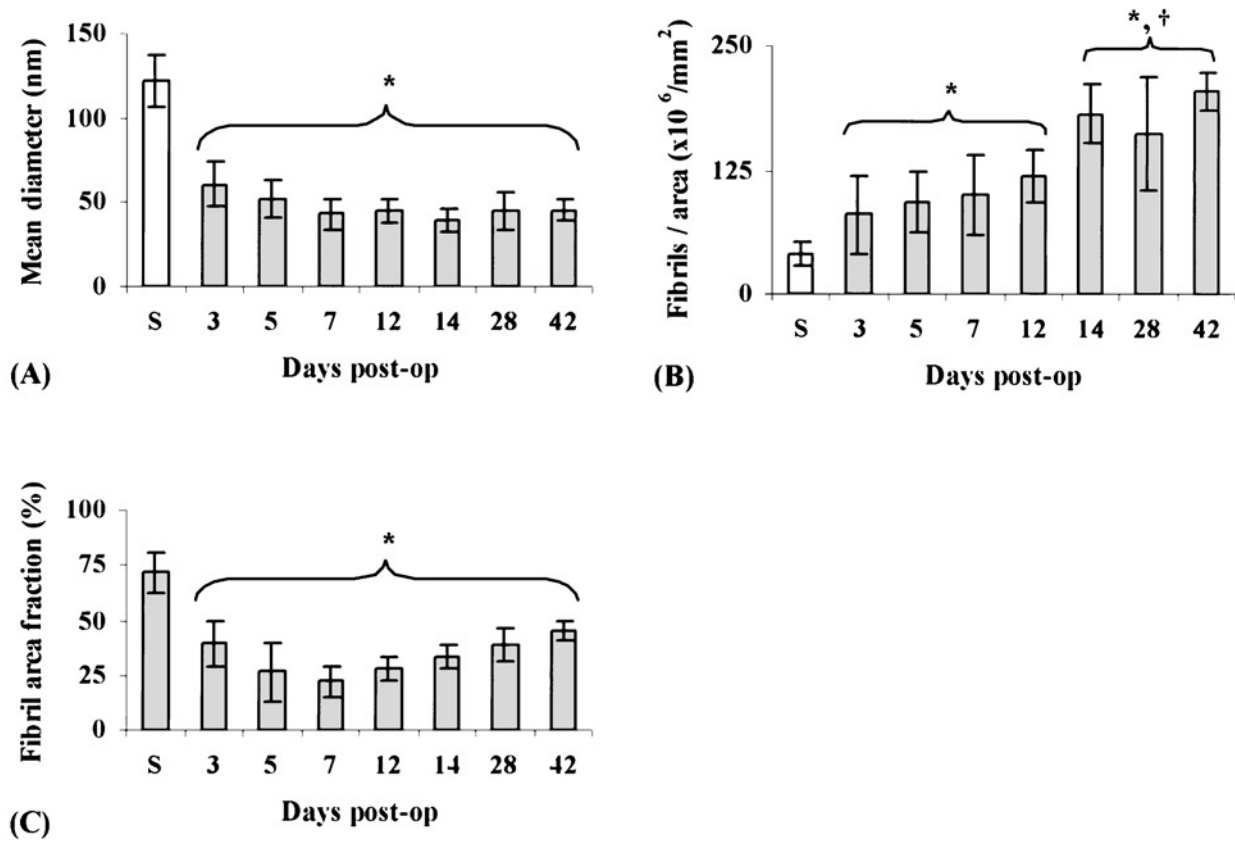 Mean diameter (nm)
150
100
50
0
*
S 3 5 7 12 14 28 42
Days post-op
(A)
Fibrils / area (x10 6/mm2)
250
125
0
*
*, †
S 3 5 7 12 14 28 42
Days post-op
(B)
Fibril area fraction (%)
100
75
50
25
0
*
S 3 5 7 12 14 28 42
Days post-op
(C)